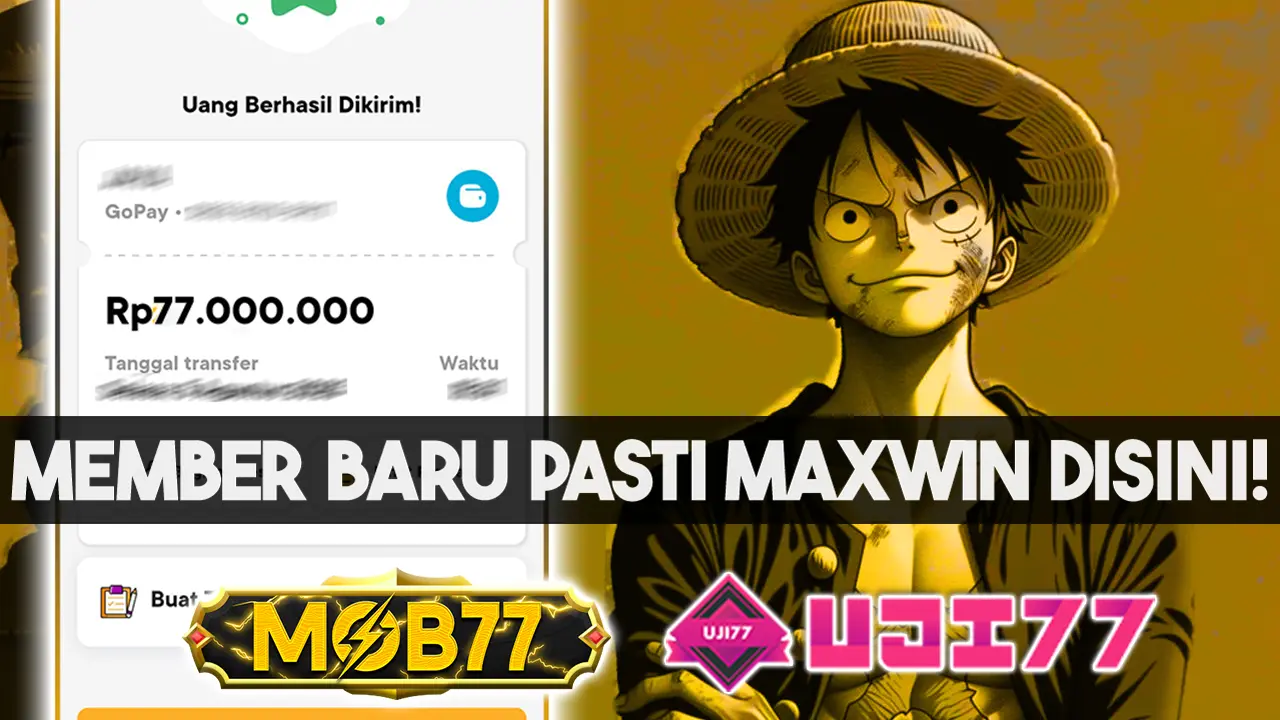 Uang Berhasil Dikirim!
GoPay •
Rp77.000.000
Tanggal transfer
Waktu
MEMBER BARU PASTI MAXWIN DISINI!
Buat
MOB77
UJI77
UJI77